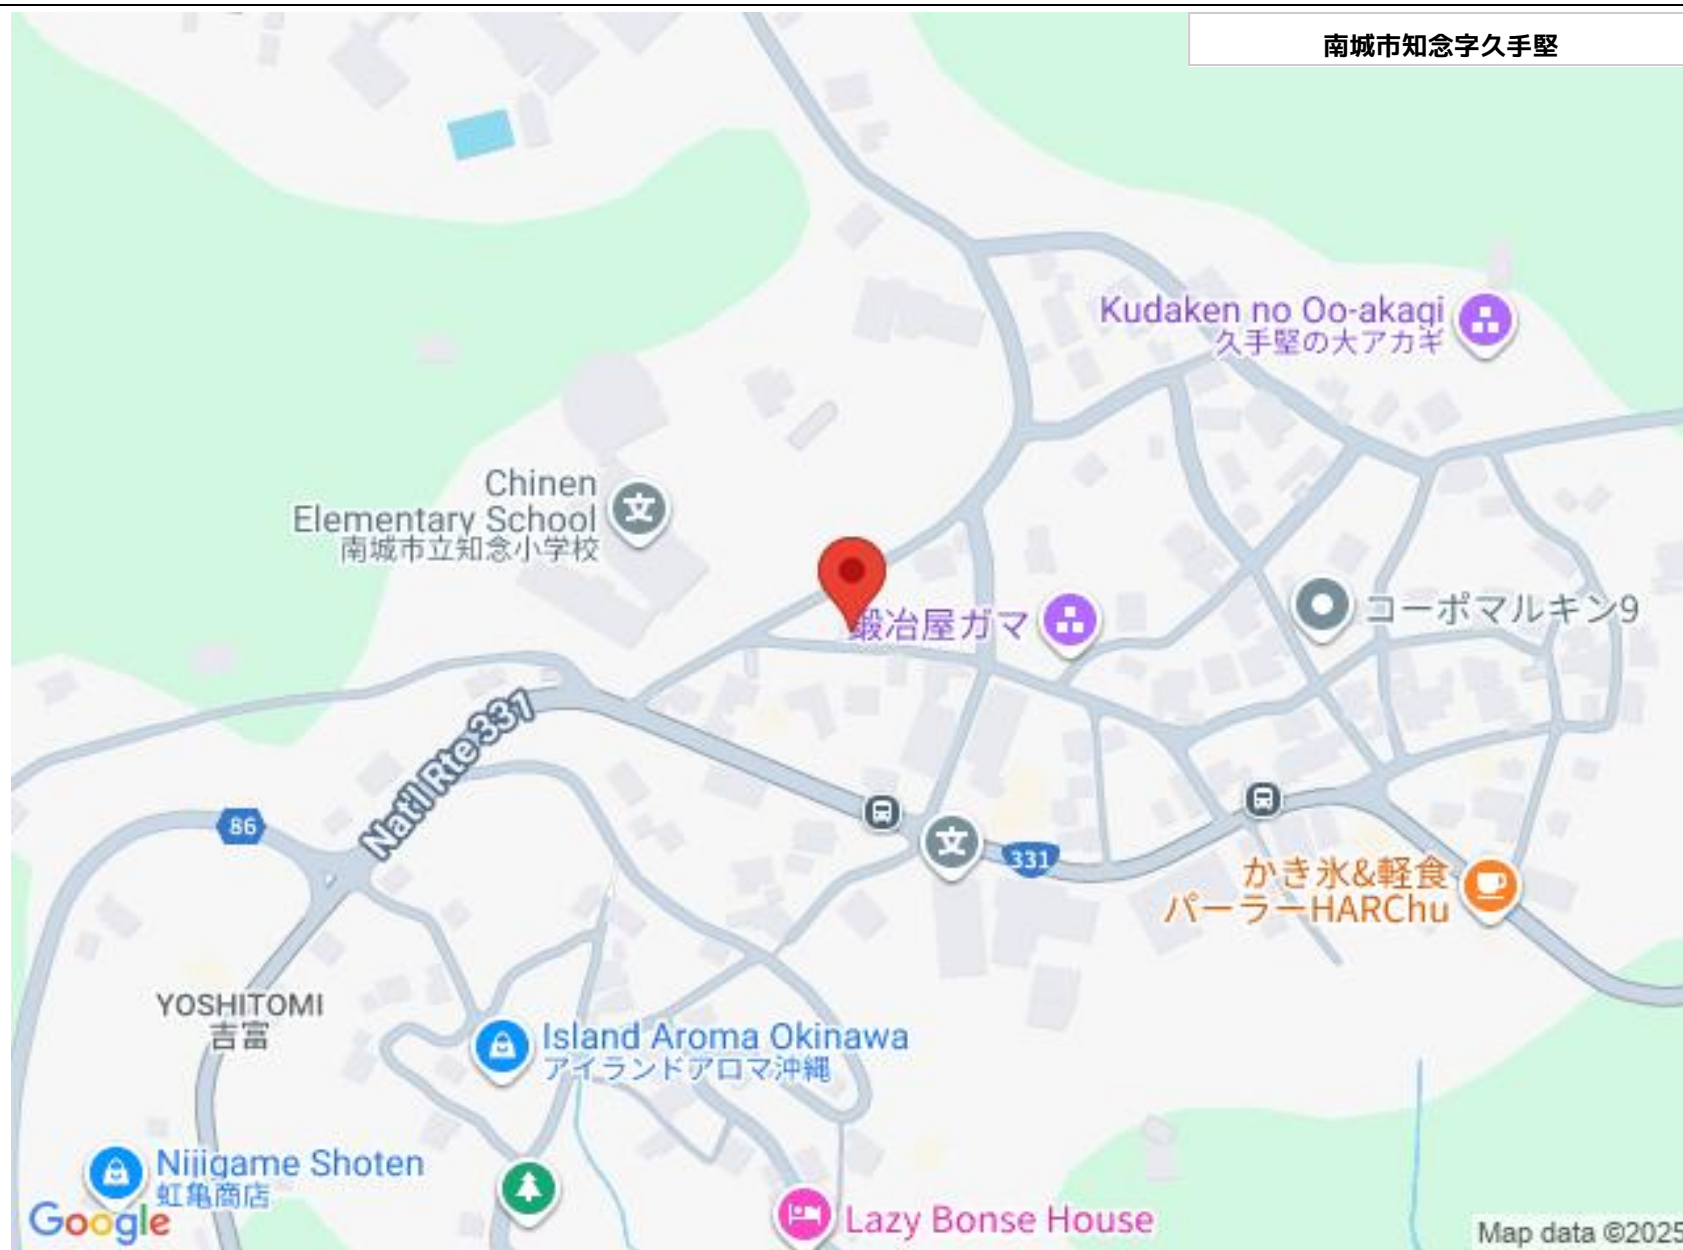 南城市知念字久手堅
Kudaken no Oo-akagi
久手堅の大アカギ
Chinen
Elementary School
南城市立知念小学校
鍛冶屋ガマ
コーポマルキン9
Nat'l Rte 331
86
331
かき氷&軽食
パーラーHARChu
YOSHITOMI
吉富
Island Aroma Okinawa
アイランドアロマ沖縄
Nijigame Shoten
虹亀商店
Lazy Bonse House
Google
Map data ©2025
文
文